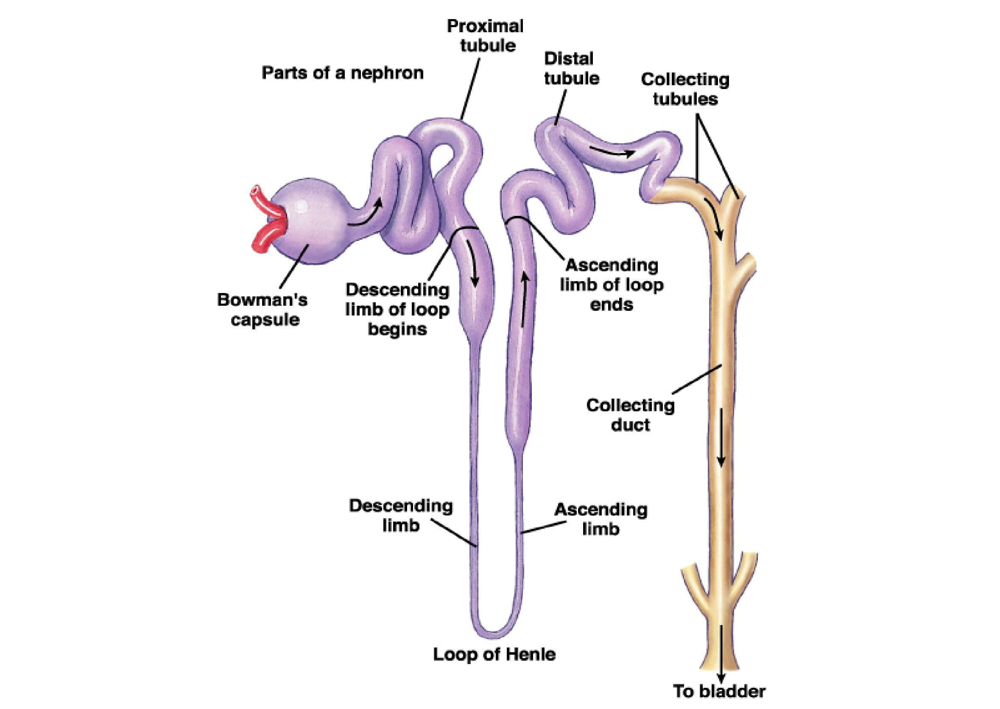 Proximal
tubule
Parts of a nephron
Distal
tubule
Collecting
tubules
Bowman's
capsule
Descending
limb of loop
begins
Ascending
limb of loop
ends
Collecting
duct
Descending
limb
Ascending
limb
Loop of Henle
To bladder